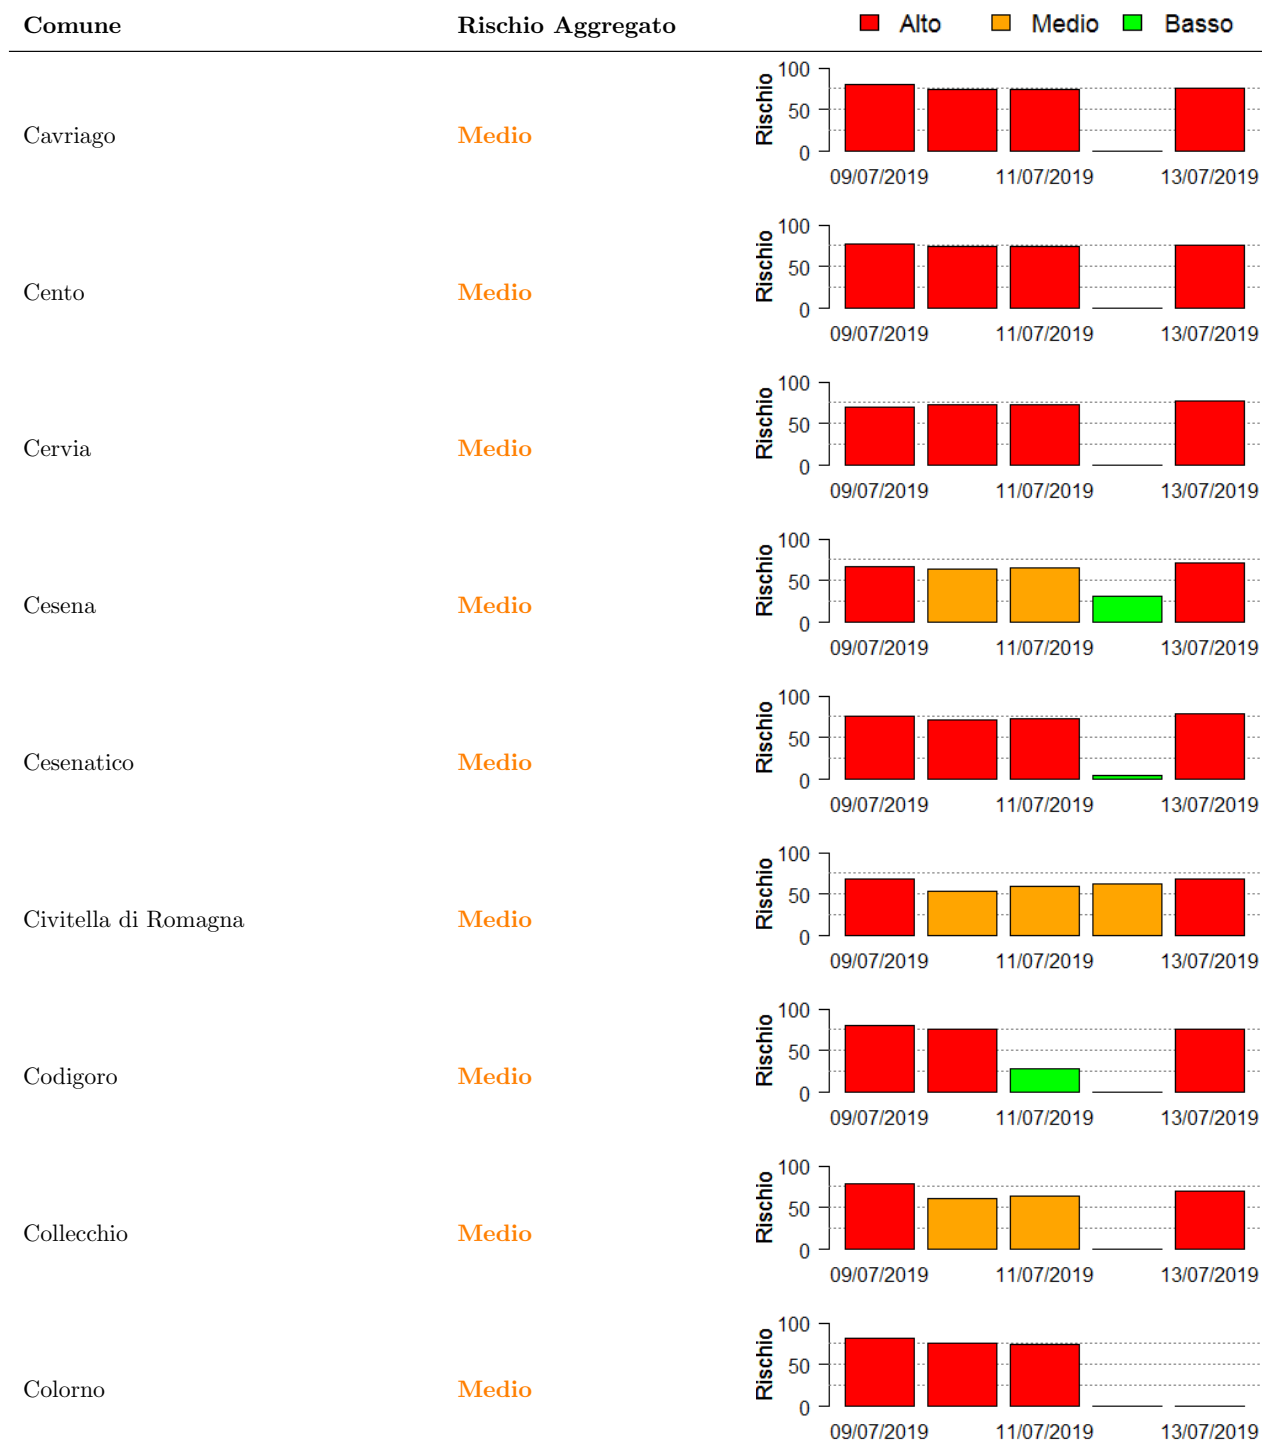 Comune Rischio Aggregato Alto Medio Basso
Cavriago Medio Rischio 100 50 0
09/07/2019 11/07/2019 13/07/2019
Cento Medio Rischio 100 50 0
09/07/2019 11/07/2019 13/07/2019
Cervia Medio Rischio 100 50 0
09/07/2019 11/07/2019 13/07/2019
Cesena Medio Rischio 100 50 0
09/07/2019 11/07/2019 13/07/2019
Cesenatico Medio Rischio 100 50 0
09/07/2019 11/07/2019 13/07/2019
Civitella di Romagna Medio Rischio 100 50 0
09/07/2019 11/07/2019 13/07/2019
Codigoro Medio Rischio 100 50 0
09/07/2019 11/07/2019 13/07/2019
Collecchio Medio Rischio 100 50 0
09/07/2019 11/07/2019 13/07/2019
Colorno Medio Rischio 100 50 0
09/07/2019 11/07/2019 13/07/2019